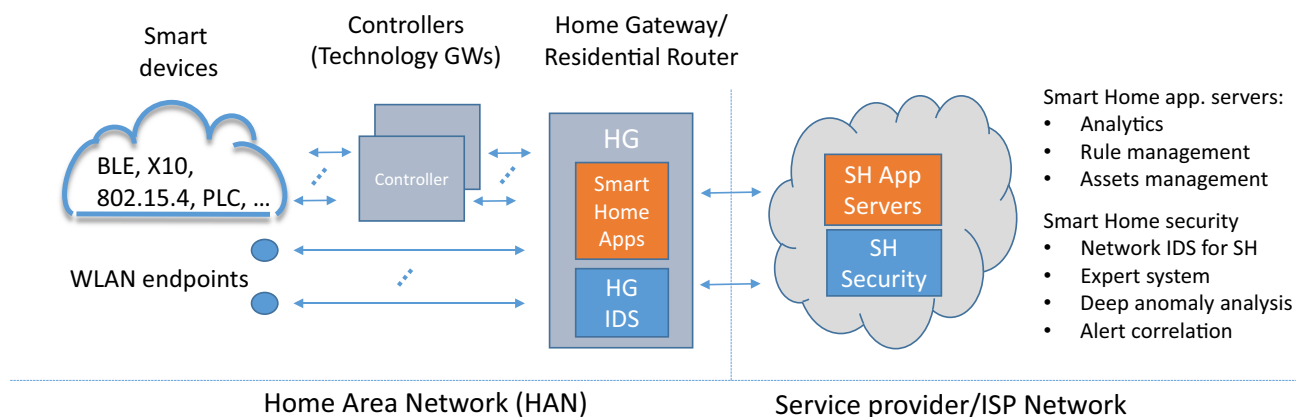 Smart
devices
Controllers
(Technology GWs)
Home Gateway/
Residential Router
BLE, X10,
802.15.4, PLC, ...
Controller
HG
Smart
Home
Apps
HG
IDS
WLAN endpoints
SH App
Servers
SH
Security
Smart Home app. servers:
• Analytics
• Rule management
• Assets management
Smart Home security
• Network IDS for SH
• Expert system
• Deep anomaly analysis
• Alert correlation
Home Area Network (HAN)
Service provider/ISP Network